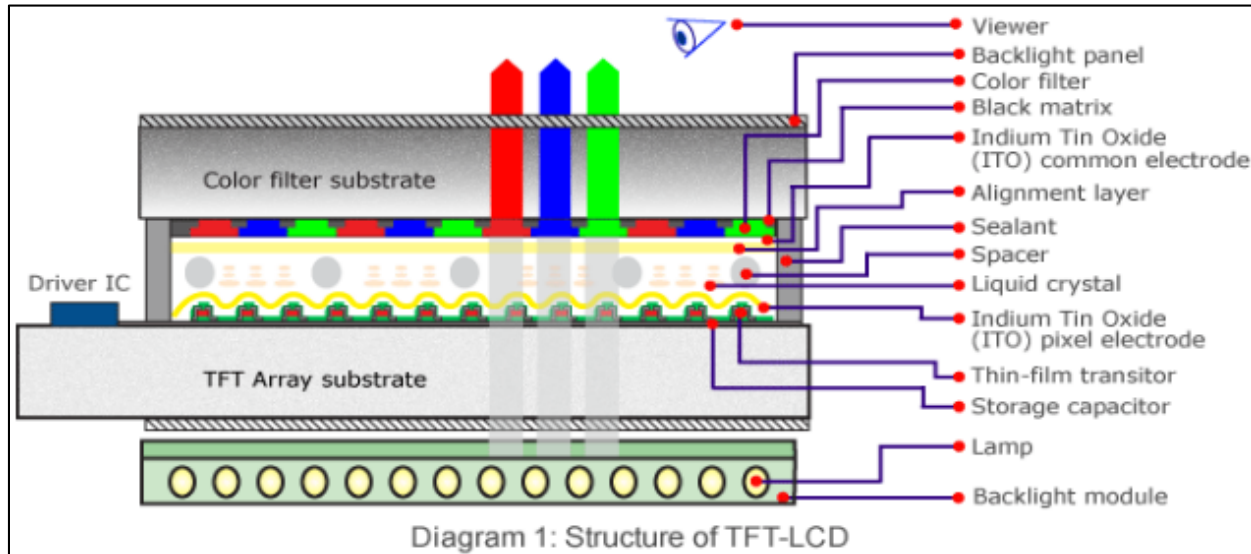 Viewer
Backlight panel
Color filter
Black matrix
Indium Tin Oxide
(ITO) common electrode
Alignment layer
Sealant
Spacer
Liquid crystal
Indium Tin Oxide
(ITO) pixel electrode
Thin-film transitor
Storage capacitor
Lamp
Backlight module
Color filter substrate
Driver IC
TFT Array substrate
Diagram 1: Structure of TFT-LCD